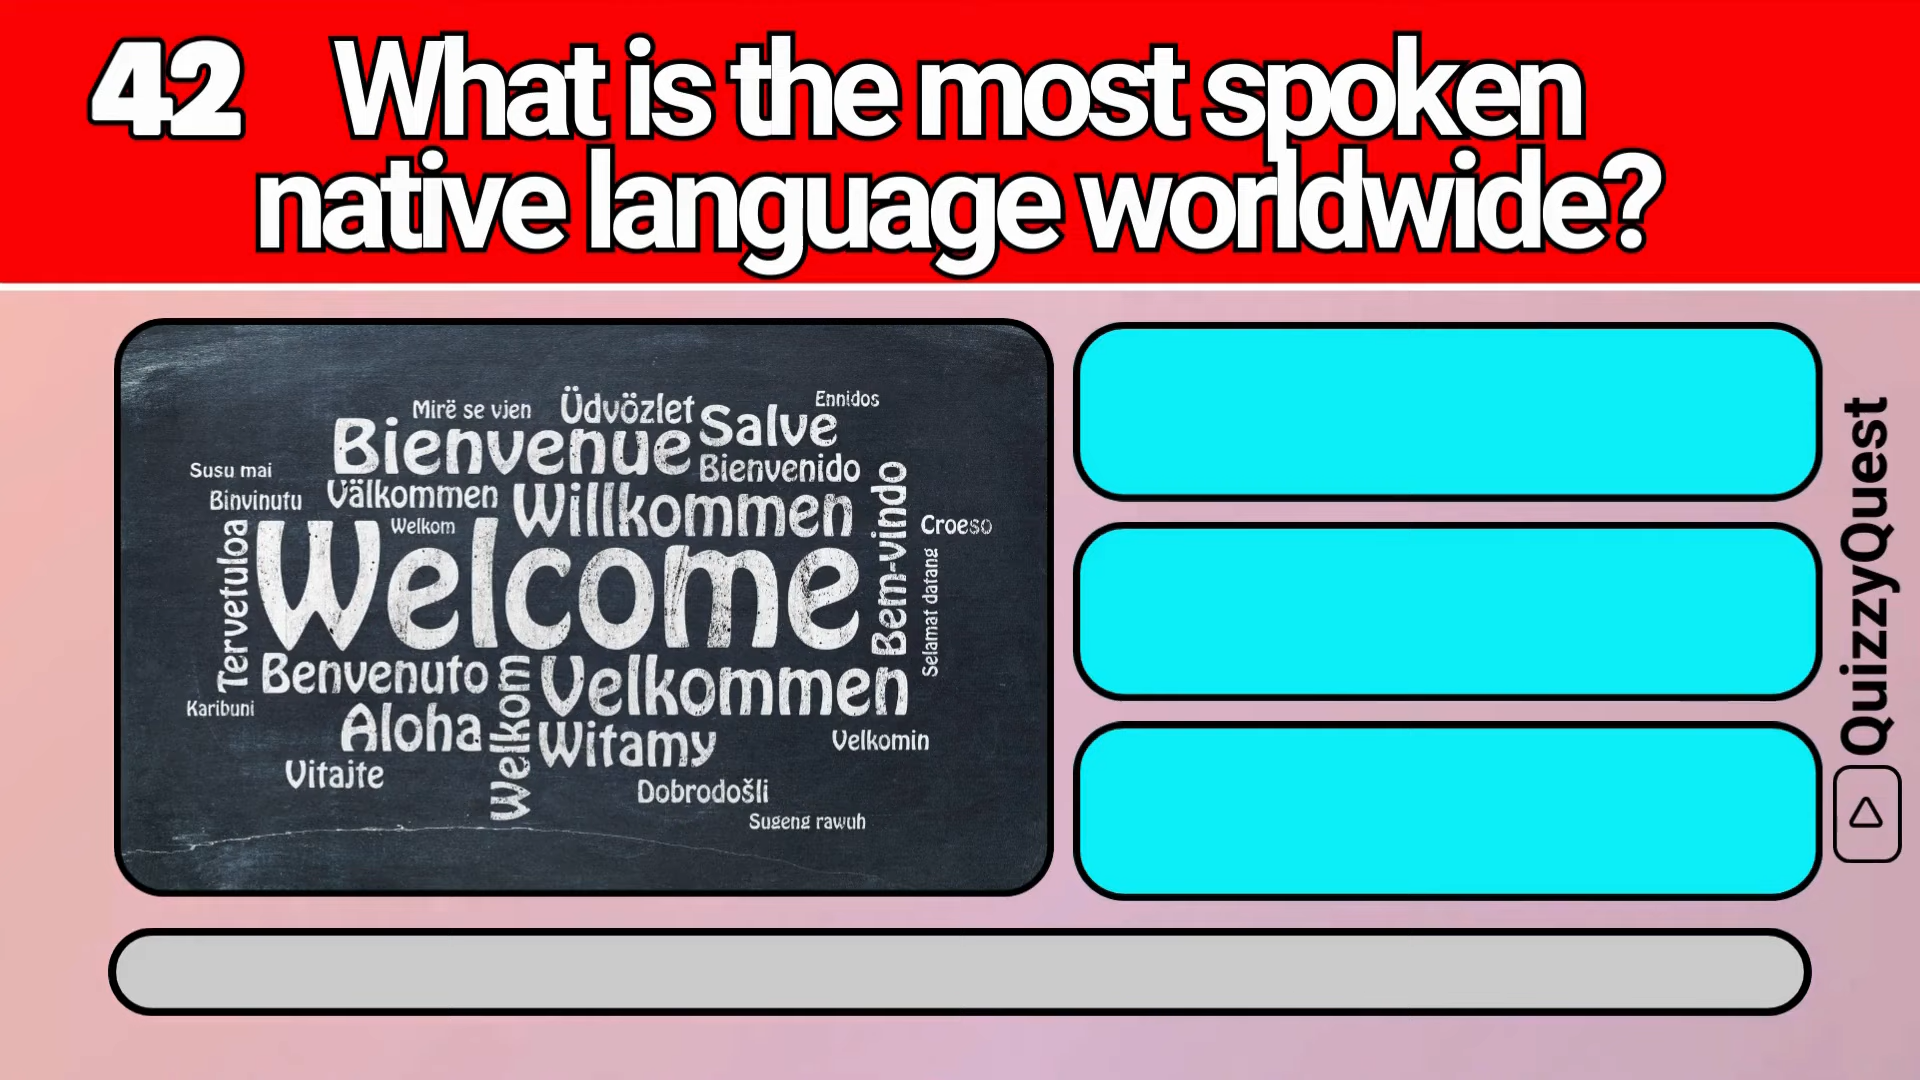 42 What is the most spoken
native language worldwide?
Mirë se vjen
Üdvözlet
Ennidos
Bienvenue
Salve
Susu mai
Bienvenido
Binvinutu
Välkommen
Willkommen
Welkom
Bem-vindo
Croeso
Tervetuloa
Welcome
Selamat datang
Benvenuto
Velkommen
Karibuni
Aloha
Welkom
Witamy
Velkomin
Vitajte
Dobrodošli
Sugeng rawuh
QuizzyQuest